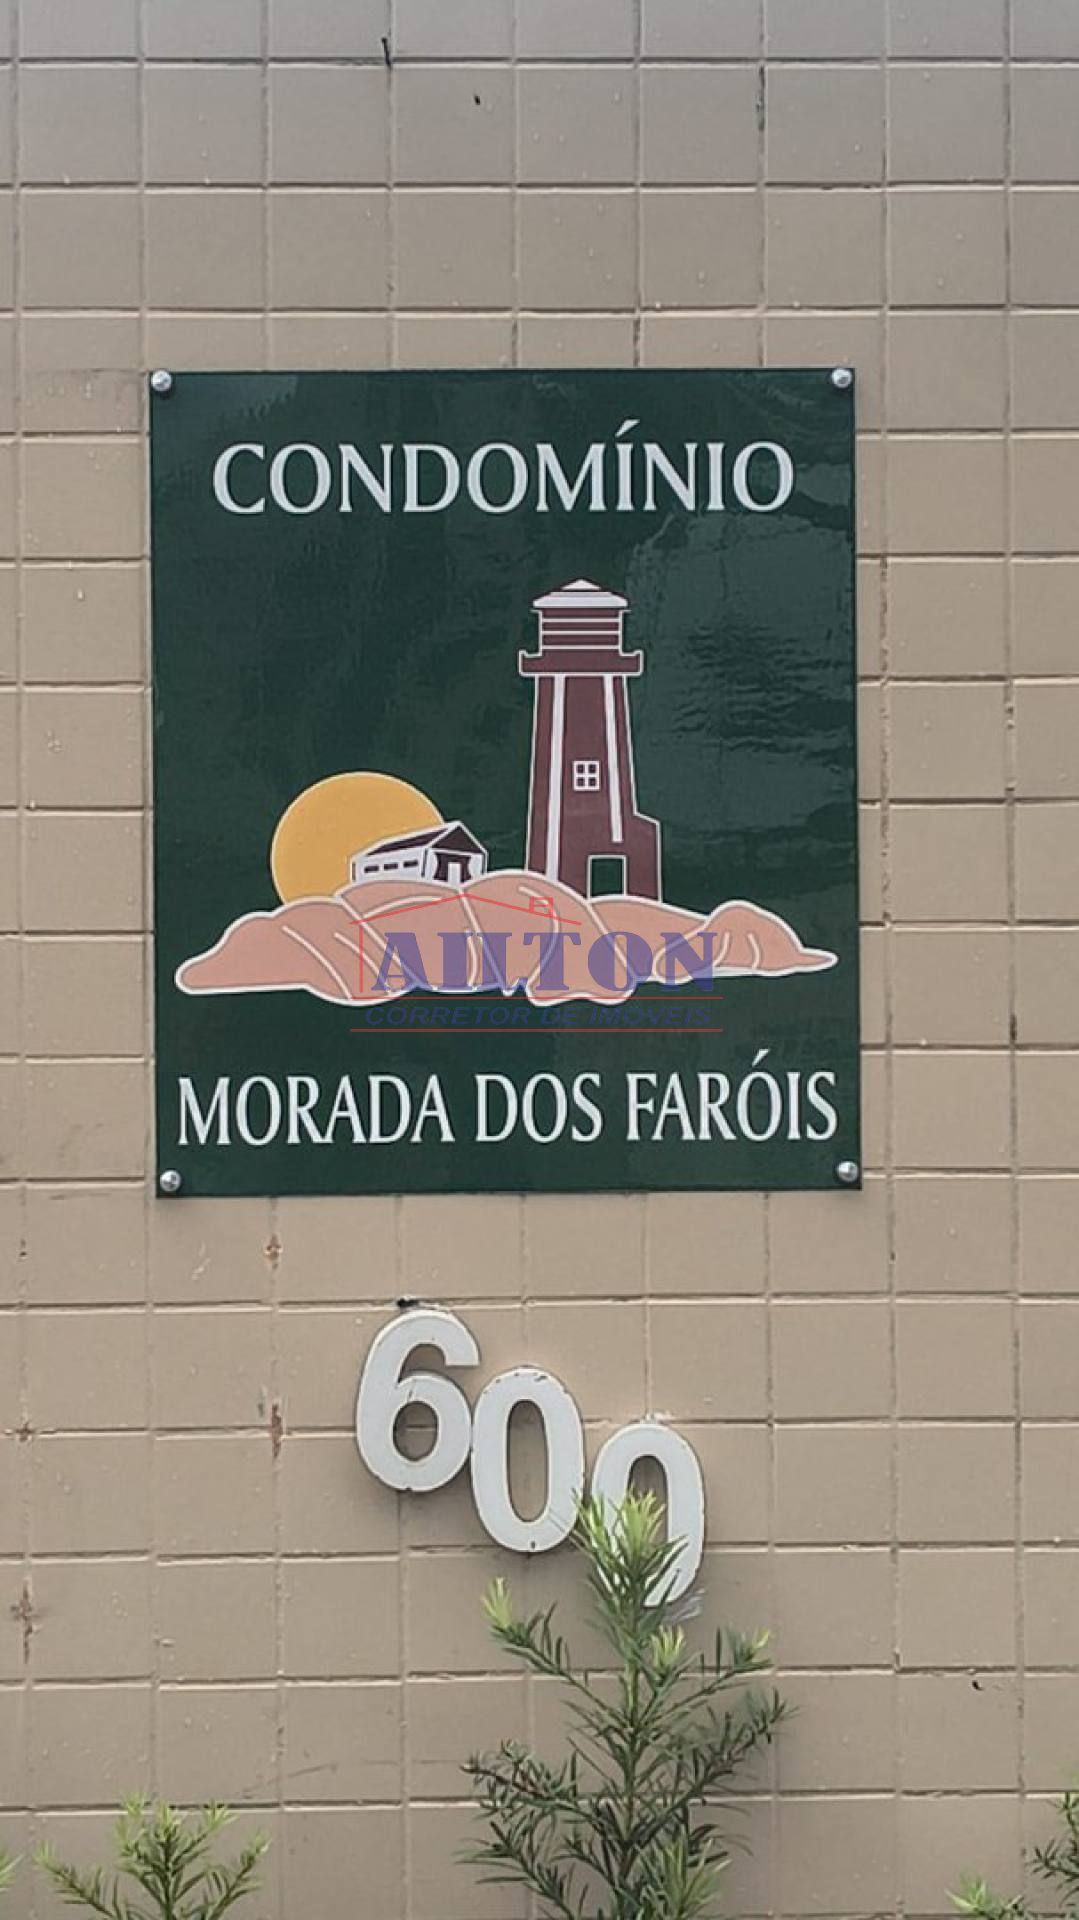 CONDOMÍNIO
AILTON
CORRETOR DE IMÓVEIS
MORADA DOS FARÓIS
600